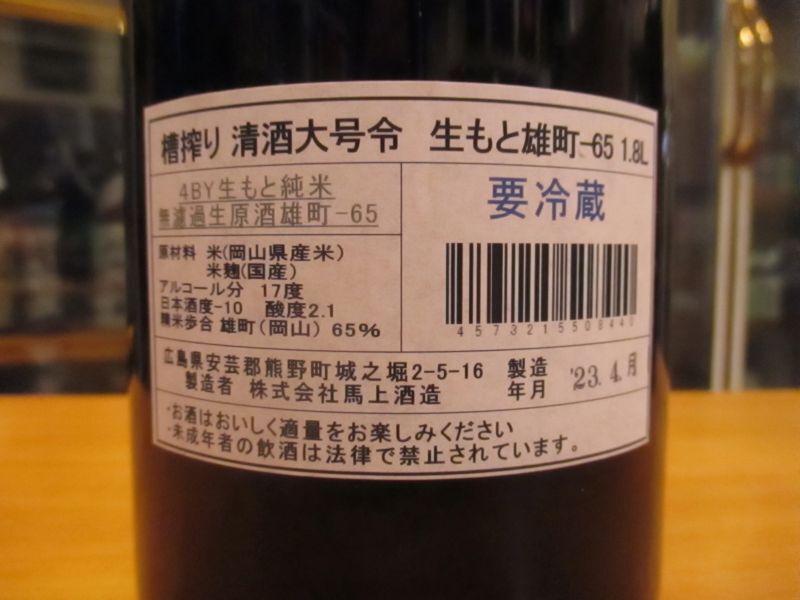 槽搾り 清酒大号令 生もと雄町-65 1.8L
4BY生もと純米
無濾過生原酒雄町-65
要冷蔵
原材料 米(岡山県産米)
米麹(国産)
アルコール分 17度
日本酒度-10 酸度2.1
精米歩合 雄町(岡山) 65%
4573215508440
広島県安芸郡熊野町城之堀2-5-16
製造者 株式会社馬上酒造
製造
年月
'23.4.月
・お酒はおいしく適量をお楽しみください
・未成年者の飲酒は法律で禁止されています。